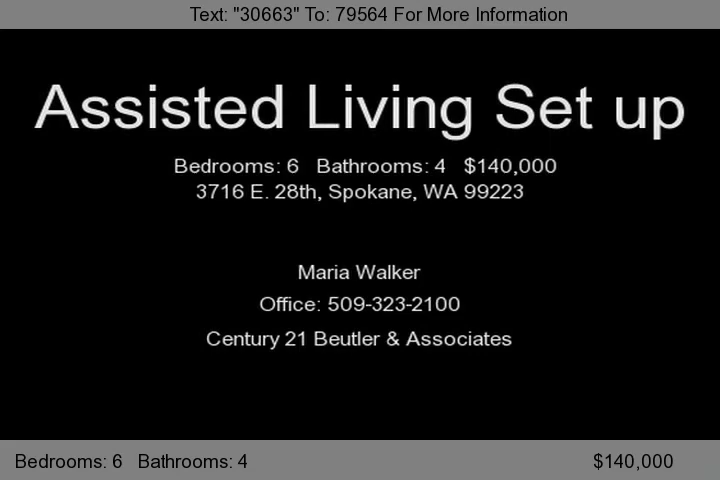 Text: "30663" To: 79564 For More Information
Assisted Living Set up
Bedrooms: 6 Bathrooms: 4 $140,000
3716 E. 28th, Spokane, WA 99223
Maria Walker
Office: 509-323-2100
Century 21 Beutler & Associates
Bedrooms: 6 Bathrooms: 4 $140,000